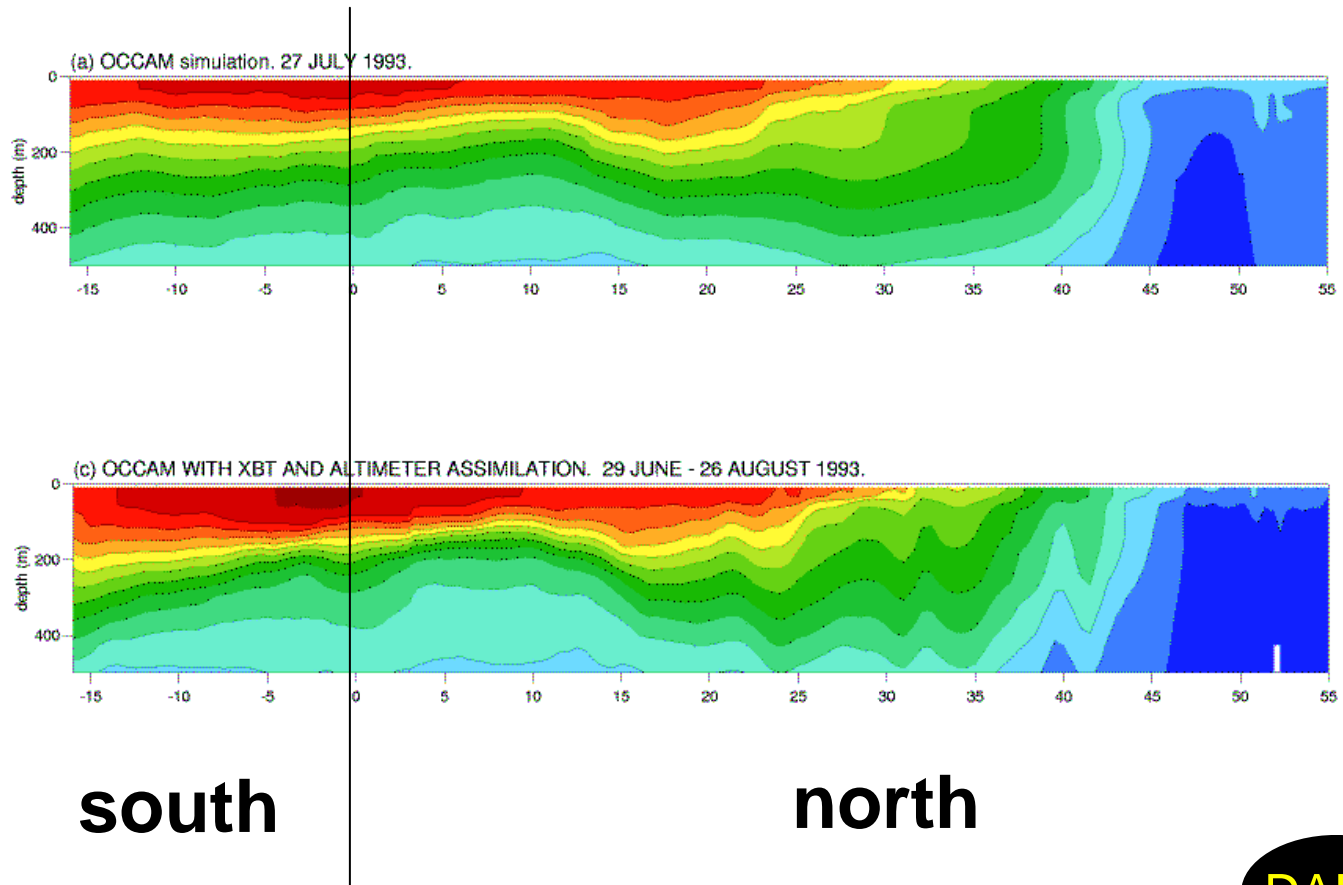 (a) OCCAM simulation. 27 JULY 1993.
0
200
400
depth (m)
-15 -10 -5 0 5 10 15 20 25 30 35 40 45 50 55
(c) OCCAM WITH XBT AND ALTIMETER ASSIMILATION. 29 JUNE - 26 AUGUST 1993.
0
200
400
depth (m)
-15 -10 -5 0 5 10 15 20 25 30 35 40 45 50 55
south north